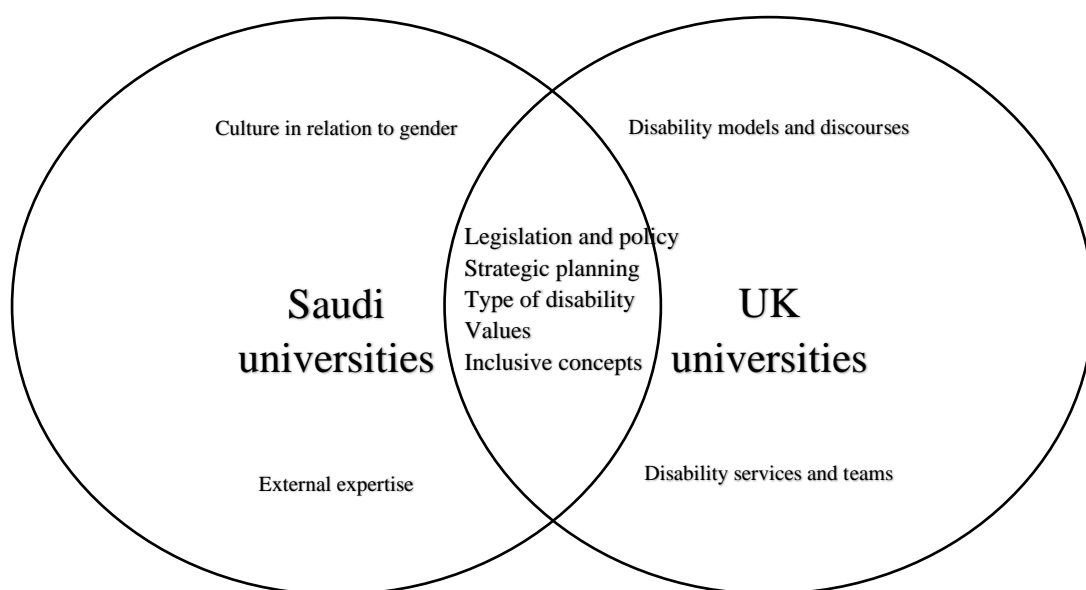 Culture in relation to gender
Disability models and discourses
Legislation and policy
Strategic planning
Type of disability
Values
Inclusive concepts
Saudi
universities
UK
universities
External expertise
Disability services and teams